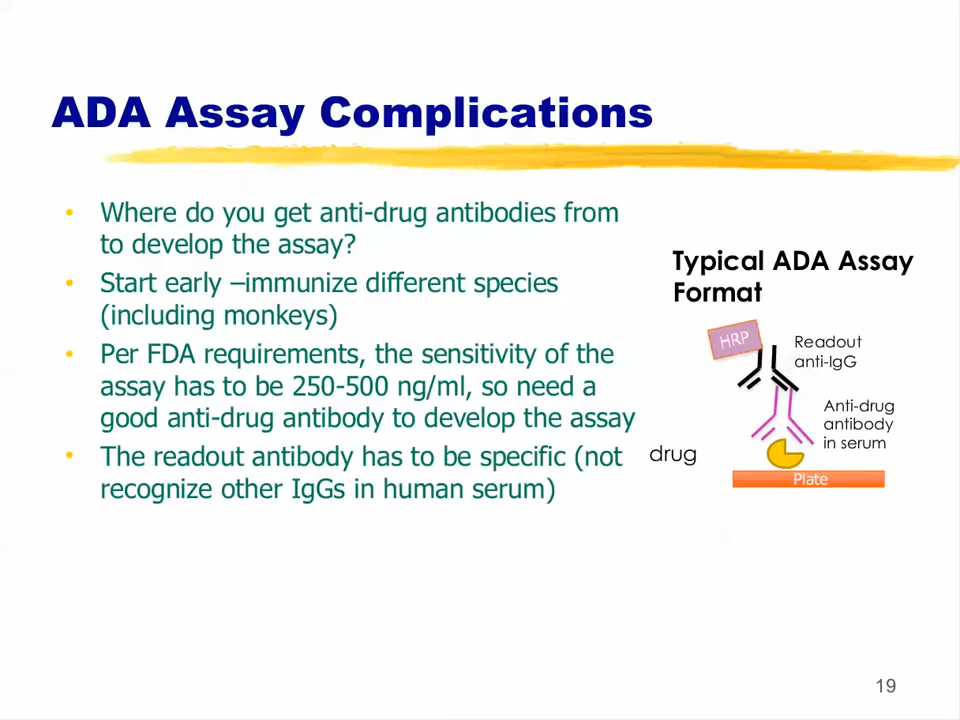 ADA Assay Complications
• Where do you get anti-drug antibodies from
to develop the assay?
• Start early –immunize different species
(including monkeys)
• Per FDA requirements, the sensitivity of the
assay has to be 250-500 ng/ml, so need a
good anti-drug antibody to develop the assay
• The readout antibody has to be specific (not
recognize other IgGs in human serum)
Typical ADA Assay
Format
HRP
Readout
anti-IgG
Anti-drug
antibody
in serum
drug
Plate
19